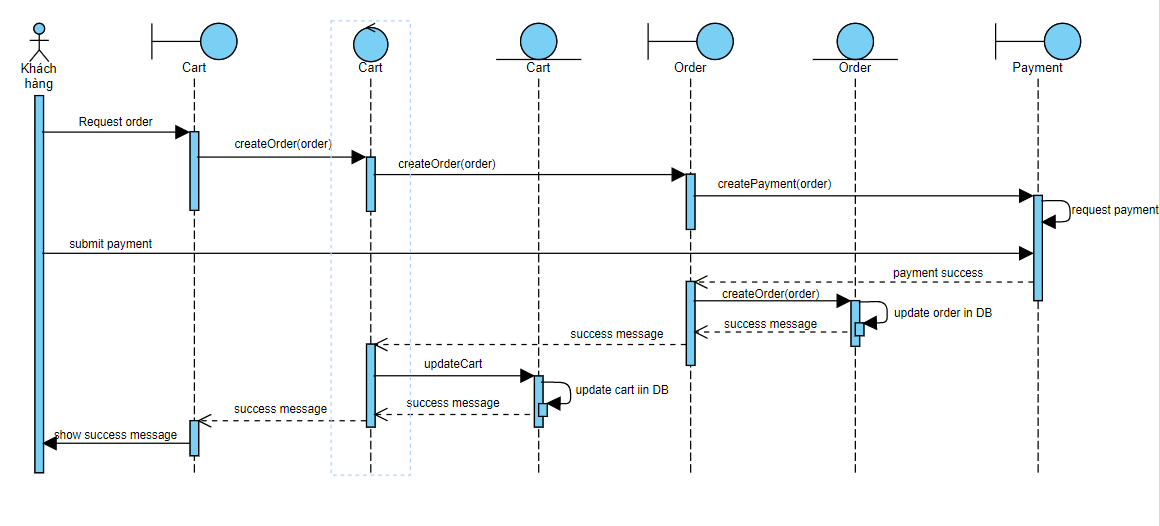 Khách
hàng
Cart
Cart
Cart
Order
Order
Payment
Request order
createOrder(order)
createOrder(order)
createPayment(order)
request payment
submit payment
payment success
createOrder(order)
update order in DB
success message
success message
updateCart
update cart iin DB
success message
success message
show success message